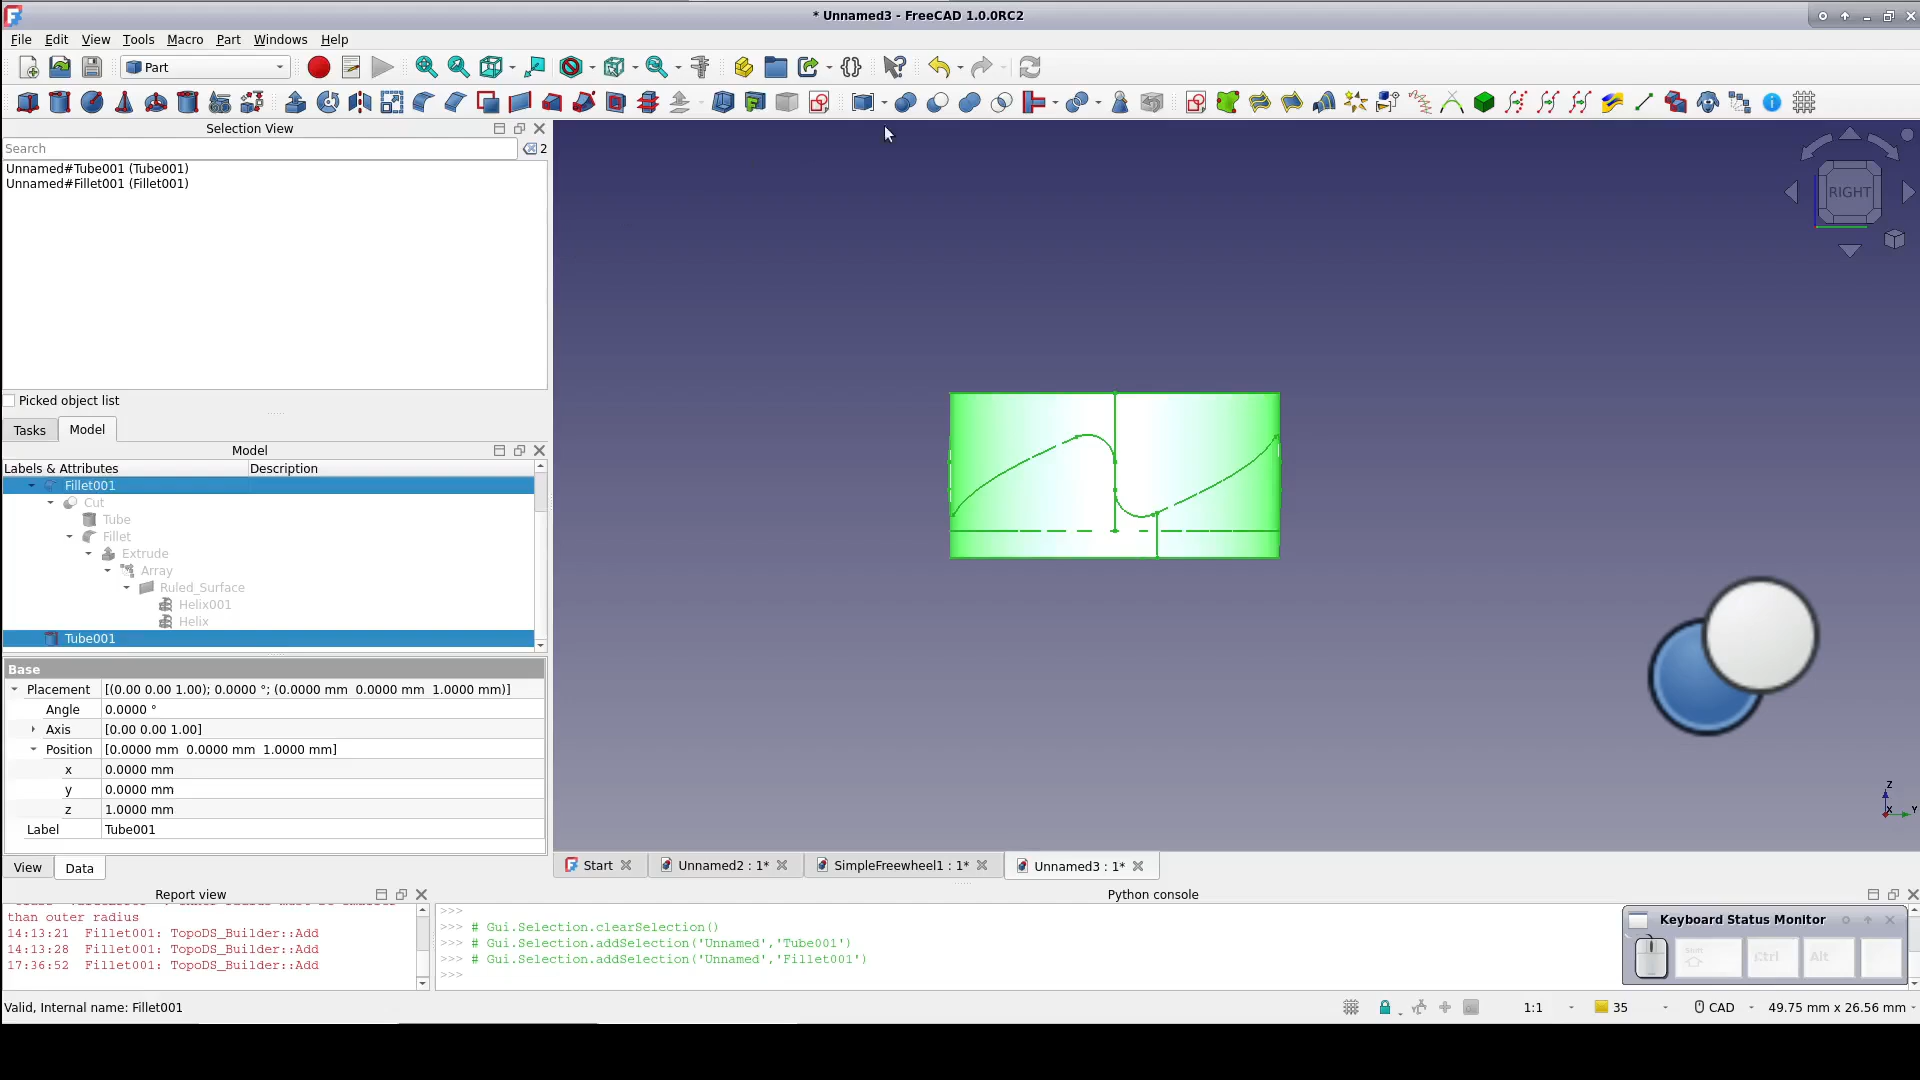 * Unnamed3 - FreeCAD 1.0.0RC2
File Edit View Tools Macro Part Windows Help
Part
Selection View
Search
2
Unnamed#Tube001 (Tube001)
Unnamed#Fillet001 (Fillet001)
Picked object list
Tasks Model
Model
Labels & Attributes Description
Fillet001
Cut
Tube
Fillet
Extrude
Array
Ruled_Surface
Helix001
Helix
Tube001
Base
Placement [(0.00 0.00 1.00); 0.0000 °; (0.0000 mm 0.0000 mm 1.0000 mm)]
Angle 0.0000 °
Axis [0.00 0.00 1.00]
Position [0.0000 mm 0.0000 mm 1.0000 mm]
x 0.0000 mm
y 0.0000 mm
z 1.0000 mm
Label Tube001
View Data
RIGHT
Z
X
Y
Start Unnamed2 : 1* SimpleFreewheel1 : 1* Unnamed3 : 1*
Report view
than outer radius
14:13:21 Fillet001: TopoDS_Builder::Add
14:13:28 Fillet001: TopoDS_Builder::Add
17:36:52 Fillet001: TopoDS_Builder::Add
Python console
>>>
>>> # Gui.Selection.clearSelection()
>>> # Gui.Selection.addSelection('Unnamed','Tube001')
>>> # Gui.Selection.addSelection('Unnamed','Fillet001')
>>>
Keyboard Status Monitor
Shift Ctrl Alt
Valid, Internal name: Fillet001
1:1 35 CAD 49.75 mm x 26.56 mm